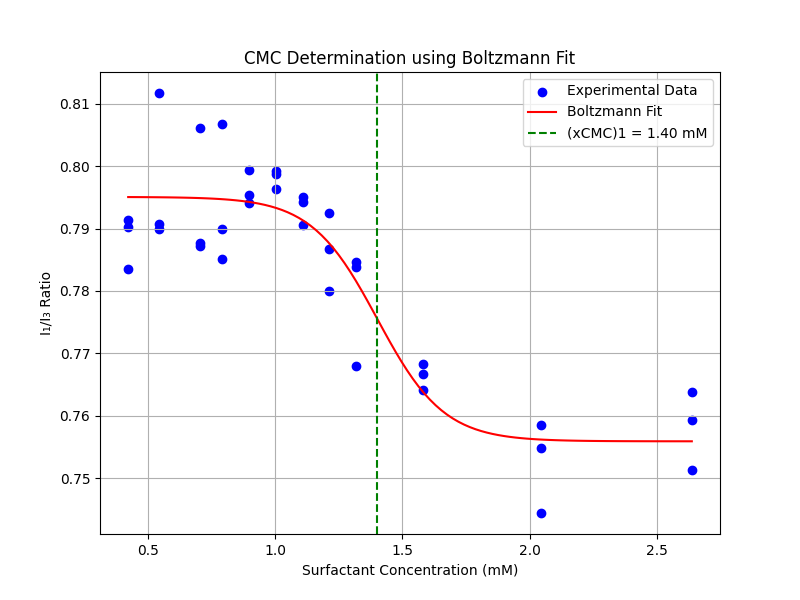 CMC Determination using Boltzmann Fit
Experimental Data
Boltzmann Fit
(xCMC)1 = 1.40 mM
I₁/I₃ Ratio
0.81
0.80
0.79
0.78
0.77
0.76
0.75
0.5 1.0 1.5 2.0 2.5
Surfactant Concentration (mM)